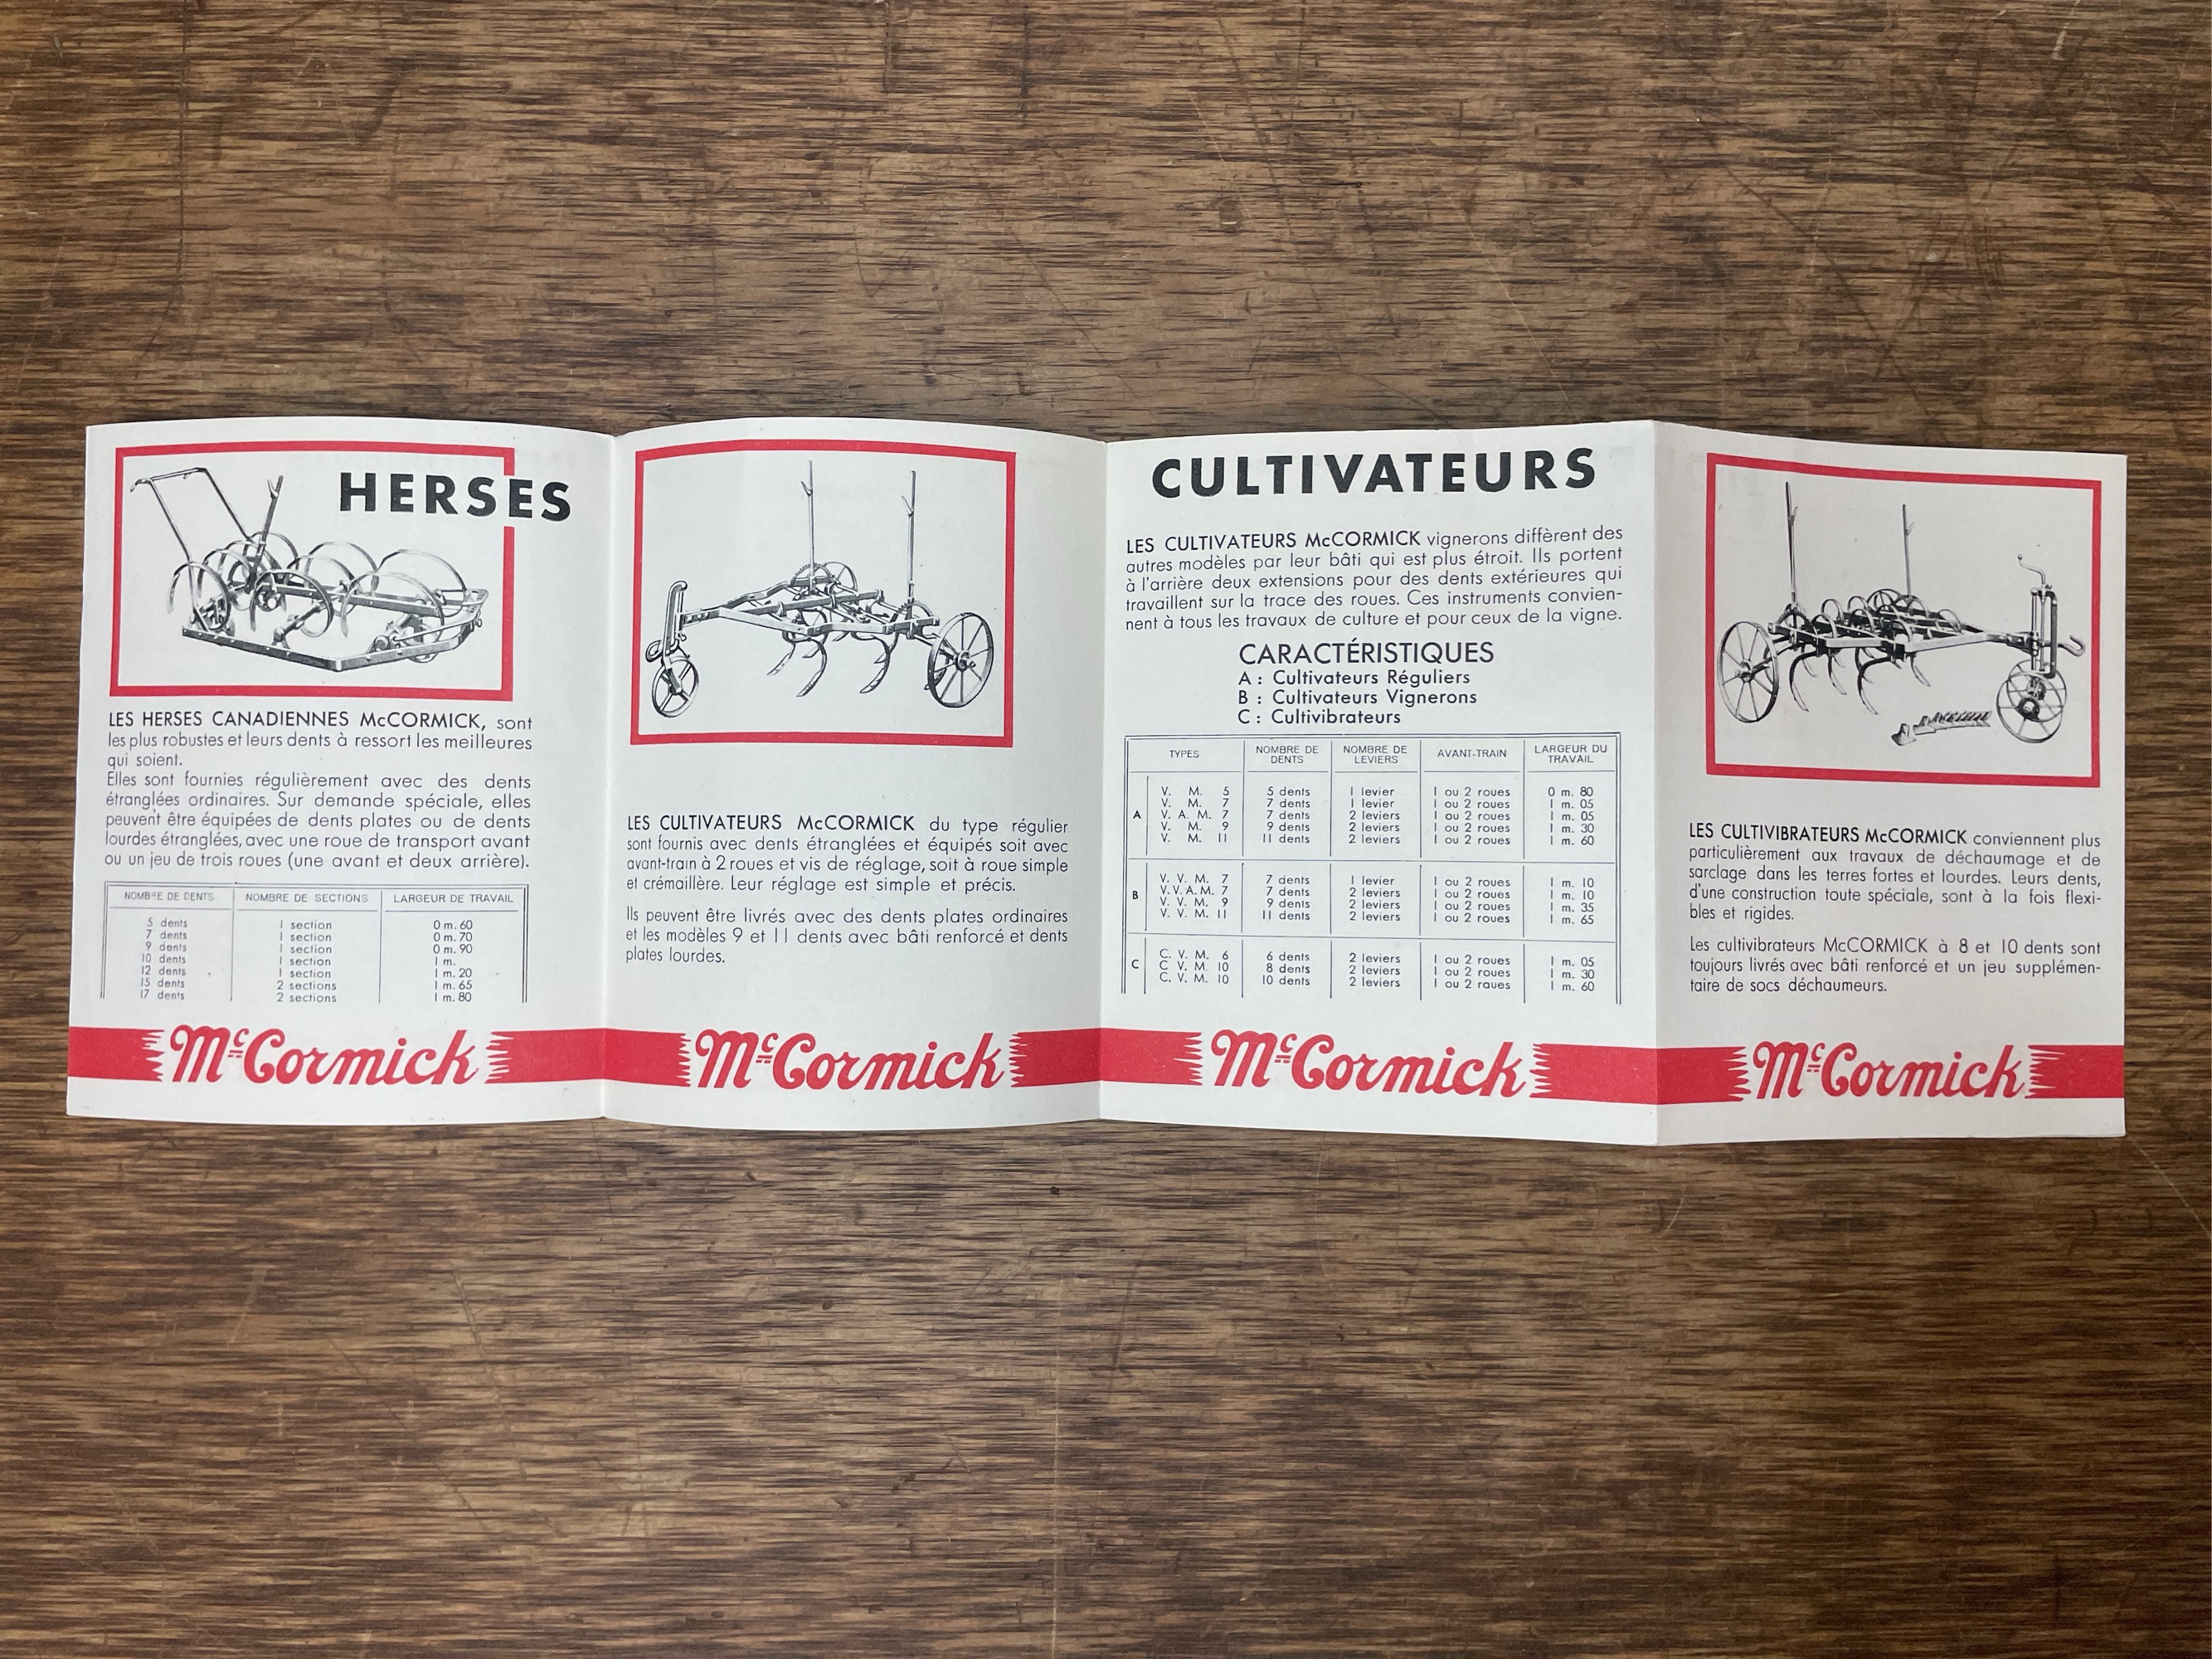 HERSES
LES HERSES CANADIENNES McCORMICK, sont
les plus robustes et leurs dents à ressort les meilleures
qui soient.
Elles sont fournies régulièrement avec des dents
étranglées ordinaires. Sur demande spéciale, elles
peuvent être équipées de dents plates ou de dents
lourdes étranglées, avec une roue de transport avant
ou un jeu de trois roues (une avant et deux arrière).
NOMBRE DE DENTS NOMBRE DE SECTIONS LARGEUR DE TRAVAIL
5 dents 1 section 0 m. 60
7 dents 1 section 0 m. 70
9 dents 1 section 0 m. 90
10 dents 1 section 1 m.
12 dents 1 section 1 m. 20
15 dents 2 sections 1 m. 65
17 dents 2 sections 1 m. 80
McCormick
LES CULTIVATEURS McCORMICK du type régulier
sont fournis avec dents étranglées et équipés soit avec
avant-train à 2 roues et vis de réglage, soit à roue simple
et crémaillère. Leur réglage est simple et précis.
Ils peuvent être livrés avec des dents plates ordinaires
et les modèles 9 et 11 dents avec bâti renforcé et dents
plates lourdes.
McCormick
CULTIVATEURS
LES CULTIVATEURS McCORMICK vignerons diffèrent des
autres modèles par leur bâti qui est plus étroit. Ils portent
à l'arrière deux extensions pour des dents extérieures qui
travaillent sur la trace des roues. Ces instruments convien-
nent à tous les travaux de culture et pour ceux de la vigne.
CARACTÉRISTIQUES
A : Cultivateurs Réguliers
B : Cultivateurs Vignerons
C : Cultivibrateurs
TYPES NOMBRE DE DENTS NOMBRE DE LEVIERS AVANT-TRAIN LARGEUR DU TRAVAIL
A
V. M. 5 5 dents 1 levier 1 ou 2 roues 0 m. 80
V. M. 7 7 dents 1 levier 1 ou 2 roues 1 m. 05
V. A. M. 7 7 dents 2 leviers 1 ou 2 roues 1 m. 05
V. M. 9 9 dents 2 leviers 1 ou 2 roues 1 m. 30
V. M. 11 11 dents 2 leviers 1 ou 2 roues 1 m. 60
B
V. V. M. 7 7 dents 1 levier 1 ou 2 roues 1 m. 10
V. V. A. M. 7 7 dents 2 leviers 1 ou 2 roues 1 m. 10
V. V. M. 9 9 dents 2 leviers 1 ou 2 roues 1 m. 35
V. V. M. 11 11 dents 2 leviers 1 ou 2 roues 1 m. 65
C
C. V. M. 6 6 dents 2 leviers 1 ou 2 roues 1 m. 05
C V. M. 10 8 dents 2 leviers 1 ou 2 roues 1 m. 30
C. V. M. 10 10 dents 2 leviers 1 ou 2 raues 1 m. 60
McCormick
LES CULTIVIBRATEURS McCORMICK conviennent plus
particulièrement aux travaux de déchaumage et de
sarclage dans les terres fortes et lourdes. Leurs dents,
d'une construction toute spéciale, sont à la fois flexi-
bles et rigides.
Les cultivibrateurs McCORMICK à 8 et 10 dents sont
toujours livrés avec bâti renforcé et un jeu supplémen-
taire de socs déchaumeurs.
McCormick